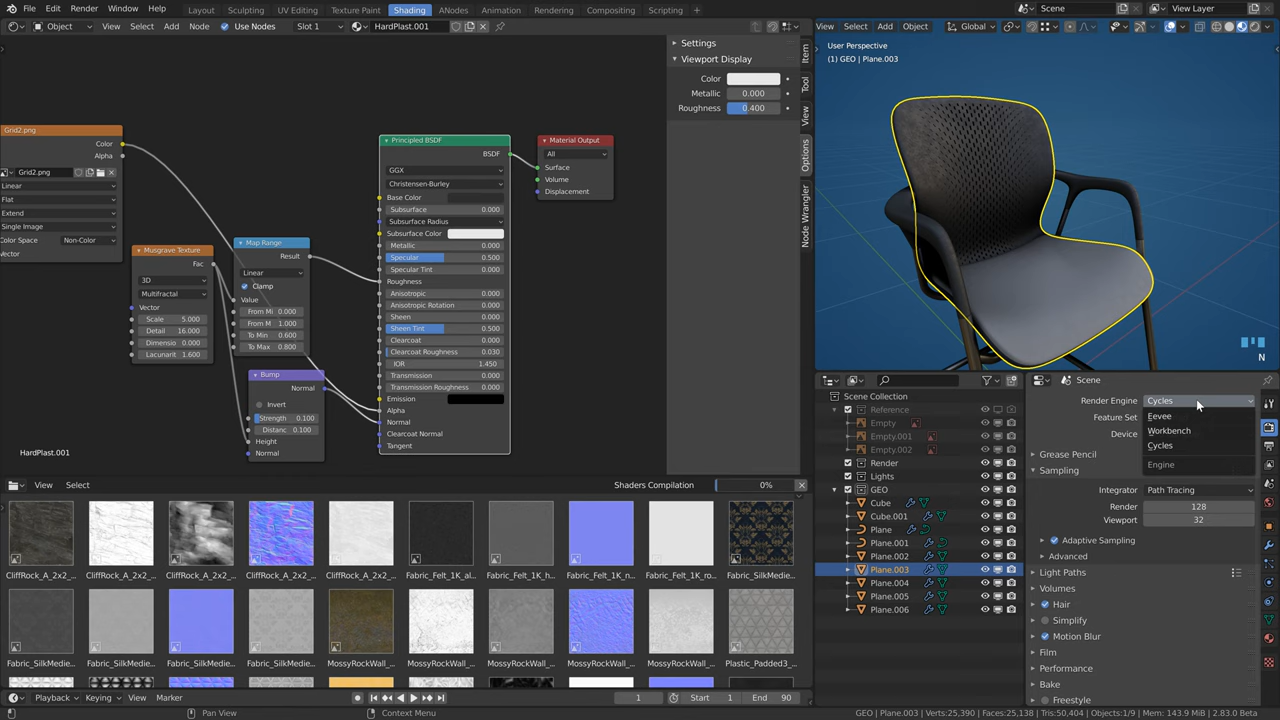 File Edit Render Window Help Layout Sculpting UV Editing Texture Paint Shading ANodes Animation Rendering Compositing Scripting Scene View Layer
Object View Select Add Node Use Nodes Slot 1 HardPlast.001
View Select Add Object Global
User Perspective
(1) GEO | Plane.003
Settings
Viewport Display
Color
Metallic 0.000
Roughness 0.400
Item
Tool
View
Options
Node Wrangler
Grid2.png
Color
Alpha
Grid2.png
Linear
Flat
Extend
Single Image
Color Space Non-Color
Vector
Musgrave Texture
Fac
3D
Multifractal
Vector
Scale 5.000
Detail 16.000
Dimensio 0.000
Lacunarit 1.600
Map Range
Result
Linear
Clamp
Value
From Mi 0.000
From M 1.000
To Min 0.600
To Max 0.800
Bump
Normal
Invert
Strength 0.100
Distanc 0.100
Height
Normal
Principled BSDF
BSDF
GGX
Christensen-Burley
Base Color
Subsurface 0.000
Subsurface Radius
Subsurface Color
Metallic 0.000
Specular 0.500
Specular Tint 0.000
Roughness
Anisotropic 0.000
Anisotropic Rotation 0.000
Sheen 0.000
Sheen Tint 0.500
Clearcoat 0.000
Clearcoat Roughness 0.030
IOR 1.450
Transmission 0.000
Transmission Roughness 0.000
Emission
Alpha
Normal
Clearcoat Normal
Tangent
Material Output
All
Surface
Volume
Displacement
HardPlast.001
N
View Select Shaders Compilation 0%
CliffRock_A_2x2_... CliffRock_A_2x2_... CliffRock_A_2x2_... CliffRock_A_2x2_... CliffRock_A_2x2_... Fabric_Felt_1K_al... Fabric_Felt_1K_h... Fabric_Felt_1K_n... Fabric_Felt_1K_ro... Fabric_SilkMedie...
Fabric_SilkMedie... Fabric_SilkMedie... Fabric_SilkMedie... Fabric_SilkMedie... MossyRockWall_... MossyRockWall_... MossyRockWall_... MossyRockWall_... MossyRockWall_... Plastic_Padded3_...
Scene Collection
Reference
Empty
Empty.001
Empty.002
Render
Lights
GEO
Cube
Cube.001
Plane
Plane.001
Plane.002
Plane.003
Plane.004
Plane.005
Plane.006
Scene
Render Engine Cycles
Feature Set Eevee
Workbench
Device Cycles
Grease Pencil
Engine
Sampling
Integrator Path Tracing
Render 128
Viewport 32
Adaptive Sampling
Advanced
Light Paths
Volumes
Hair
Simplify
Motion Blur
Film
Performance
Bake
Freestyle
Playback Keying View Marker 1 Start 1 End 90
Pan View Context Menu GEO | Plane.003 | Verts:25,390 | Faces:25,138 | Tris:50,404 | Objects:1/9 | Mem: 143.9 MiB | 2.83.0 Beta